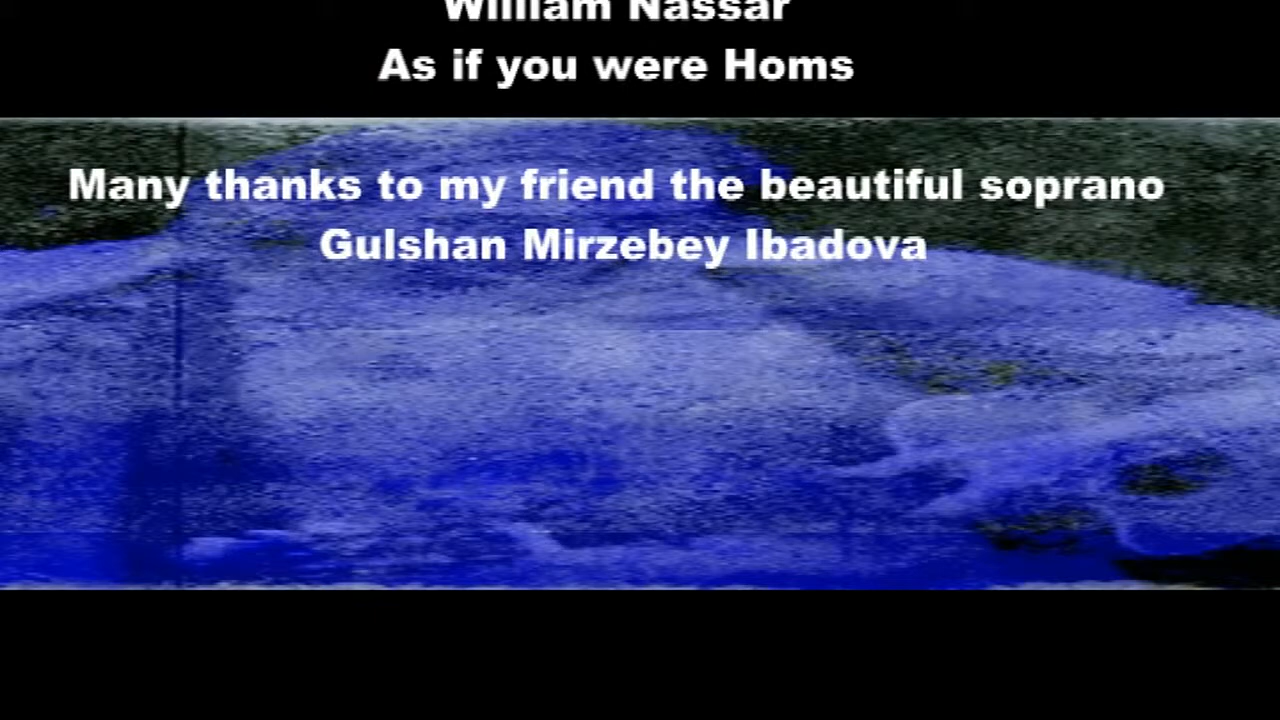 William Nassar
As if you were Homs
Many thanks to my friend the beautiful soprano
Gulshan Mirzebey Ibadova